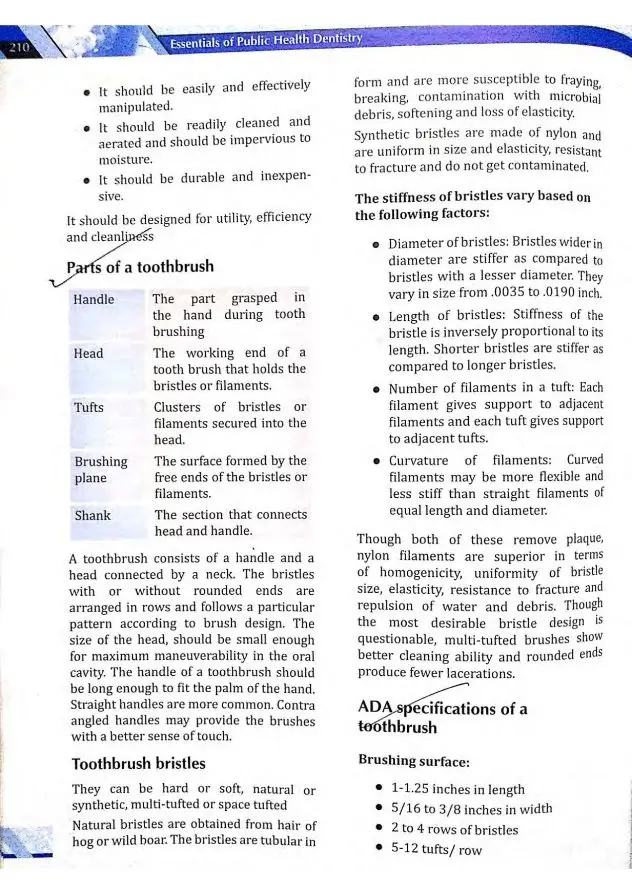 210
Essentials of Public Health Dentistry
• It should be easily and effectively
manipulated.
• It should be readily cleaned and
aerated and should be impervious to
moisture.
• It should be durable and inexpen-
sive.
It should be designed for utility, efficiency
and cleanliness
Parts of a toothbrush
Handle The part grasped in
the hand during tooth
brushing
Head The working end of a
tooth brush that holds the
bristles or filaments.
Tufts Clusters of bristles or
filaments secured into the
head.
Brushing The surface formed by the
plane free ends of the bristles or
filaments.
Shank The section that connects
head and handle.
A toothbrush consists of a handle and a
head connected by a neck. The bristles
with or without rounded ends are
arranged in rows and follows a particular
pattern according to brush design. The
size of the head, should be small enough
for maximum maneuverability in the oral
cavity. The handle of a toothbrush should
be long enough to fit the palm of the hand.
Straight handles are more common. Contra
angled handles may provide the brushes
with a better sense of touch.
Toothbrush bristles
They can be hard or soft, natural or
synthetic, multi-tufted or space tufted
Natural bristles are obtained from hair of
hog or wild boar. The bristles are tubular in
form and are more susceptible to fraying,
breaking, contamination with microbial
debris, softening and loss of elasticity.
Synthetic bristles are made of nylon and
are uniform in size and elasticity, resistant
to fracture and do not get contaminated.
The stiffness of bristles vary based on
the following factors:
• Diameter of bristles: Bristles wider in
diameter are stiffer as compared to
bristles with a lesser diameter. They
vary in size from .0035 to .0190 inch.
• Length of bristles: Stiffness of the
bristle is inversely proportional to its
length. Shorter bristles are stiffer as
compared to longer bristles.
• Number of filaments in a tuft: Each
filament gives support to adjacent
filaments and each tuft gives support
to adjacent tufts.
• Curvature of filaments: Curved
filaments may be more flexible and
less stiff than straight filaments of
equal length and diameter.
Though both of these remove plaque,
nylon filaments are superior in terms
of homogenicity, uniformity of bristle
size, elasticity, resistance to fracture and
repulsion of water and debris. Though
the most desirable bristle design is
questionable, multi-tufted brushes show
better cleaning ability and rounded ends
produce fewer lacerations.
ADA specifications of a
toothbrush
Brushing surface:
• 1-1.25 inches in length
• 5/16 to 3/8 inches in width
• 2 to 4 rows of bristles
• 5-12 tufts/ row